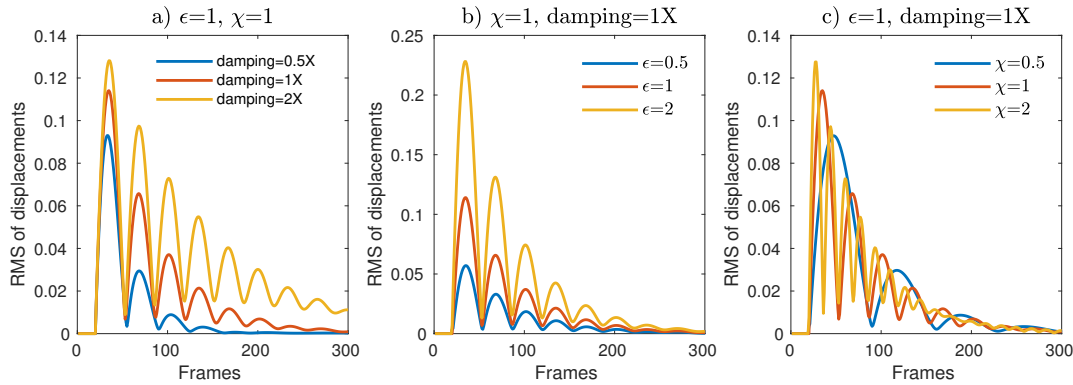 a) ϵ=1, χ=1
RMS of displacements
0.14
0.12
0.1
0.08
0.06
0.04
0.02
0
0 100 200 300
Frames
damping=0.5X
damping=1X
damping=2X
b) χ=1, damping=1X
RMS of displacements
0.25
0.2
0.15
0.1
0.05
0
0 100 200 300
Frames
ϵ=0.5
ϵ=1
ϵ=2
c) ϵ=1, damping=1X
RMS of displacements
0.14
0.12
0.1
0.08
0.06
0.04
0.02
0
0 100 200 300
Frames
χ=0.5
χ=1
χ=2